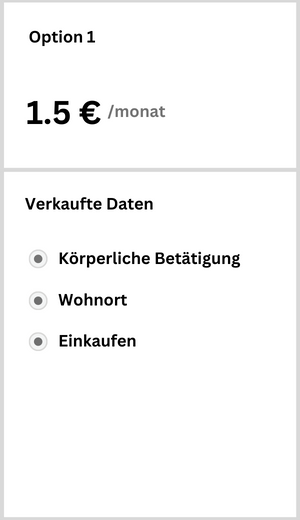 Option 1
1.5 € /monat
Verkaufte Daten
Körperliche Betätigung
Wohnort
Einkaufen